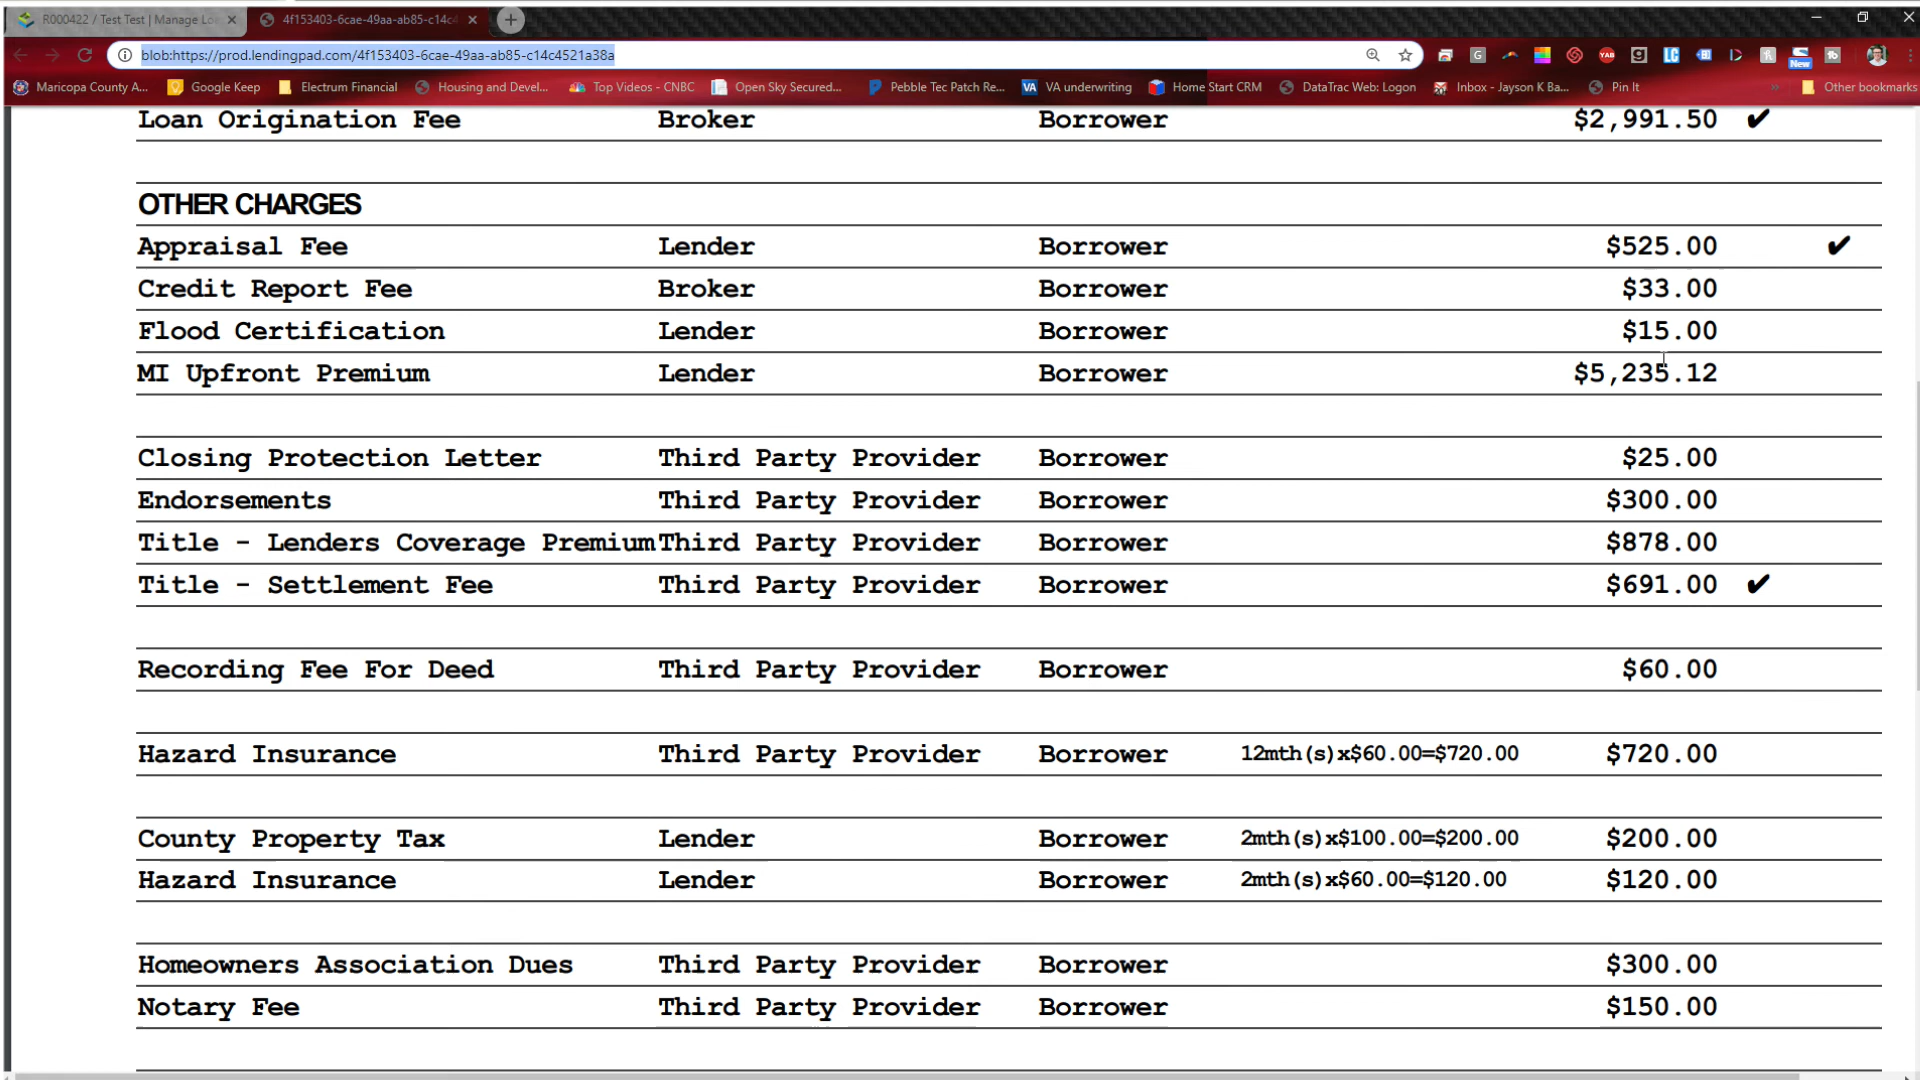 R000422 / Test Test | Manage Loa
4f153403-6cae-49aa-ab85-c14c4
blob:https://prod.lendingpad.com/4f153403-6cae-49aa-ab85-c14c4521a38a
Maricopa County A... Google Keep Electrum Financial Housing and Devel... Top Videos - CNBC Open Sky Secured... Pebble Tec Patch Re... VA VA underwriting Home Start CRM DataTrac Web: Logon Inbox - Jayson K Ba... Pin It » Other bookmarks
New
Loan Origination Fee Broker Borrower $2,991.50 ✔
OTHER CHARGES
Appraisal Fee Lender Borrower $525.00 ✔
Credit Report Fee Broker Borrower $33.00
Flood Certification Lender Borrower $15.00
MI Upfront Premium Lender Borrower $5,235.12
Closing Protection Letter Third Party Provider Borrower $25.00
Endorsements Third Party Provider Borrower $300.00
Title - Lenders Coverage Premium Third Party Provider Borrower $878.00
Title - Settlement Fee Third Party Provider Borrower $691.00 ✔
Recording Fee For Deed Third Party Provider Borrower $60.00
Hazard Insurance Third Party Provider Borrower 12mth(s)x$60.00=$720.00 $720.00
County Property Tax Lender Borrower 2mth(s)x$100.00=$200.00 $200.00
Hazard Insurance Lender Borrower 2mth(s)x$60.00=$120.00 $120.00
Homeowners Association Dues Third Party Provider Borrower $300.00
Notary Fee Third Party Provider Borrower $150.00